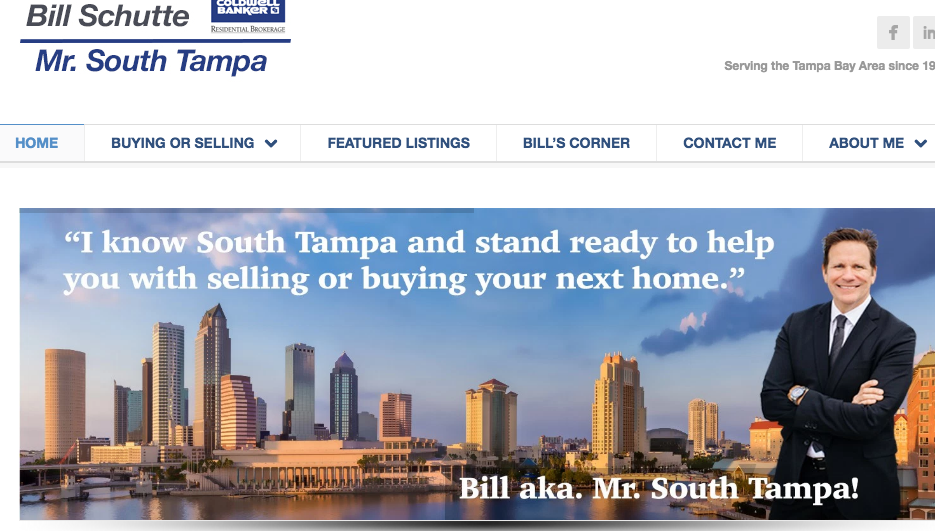 Bill Schutte
COLDWELL
BANKER
RESIDENTIAL BROKERAGE
Mr. South Tampa
f
in
Serving the Tampa Bay Area since 19
HOME
BUYING OR SELLING
FEATURED LISTINGS
BILL’S CORNER
CONTACT ME
ABOUT ME
“I know South Tampa and stand ready to help
you with selling or buying your next home.”
Bill aka. Mr. South Tampa!